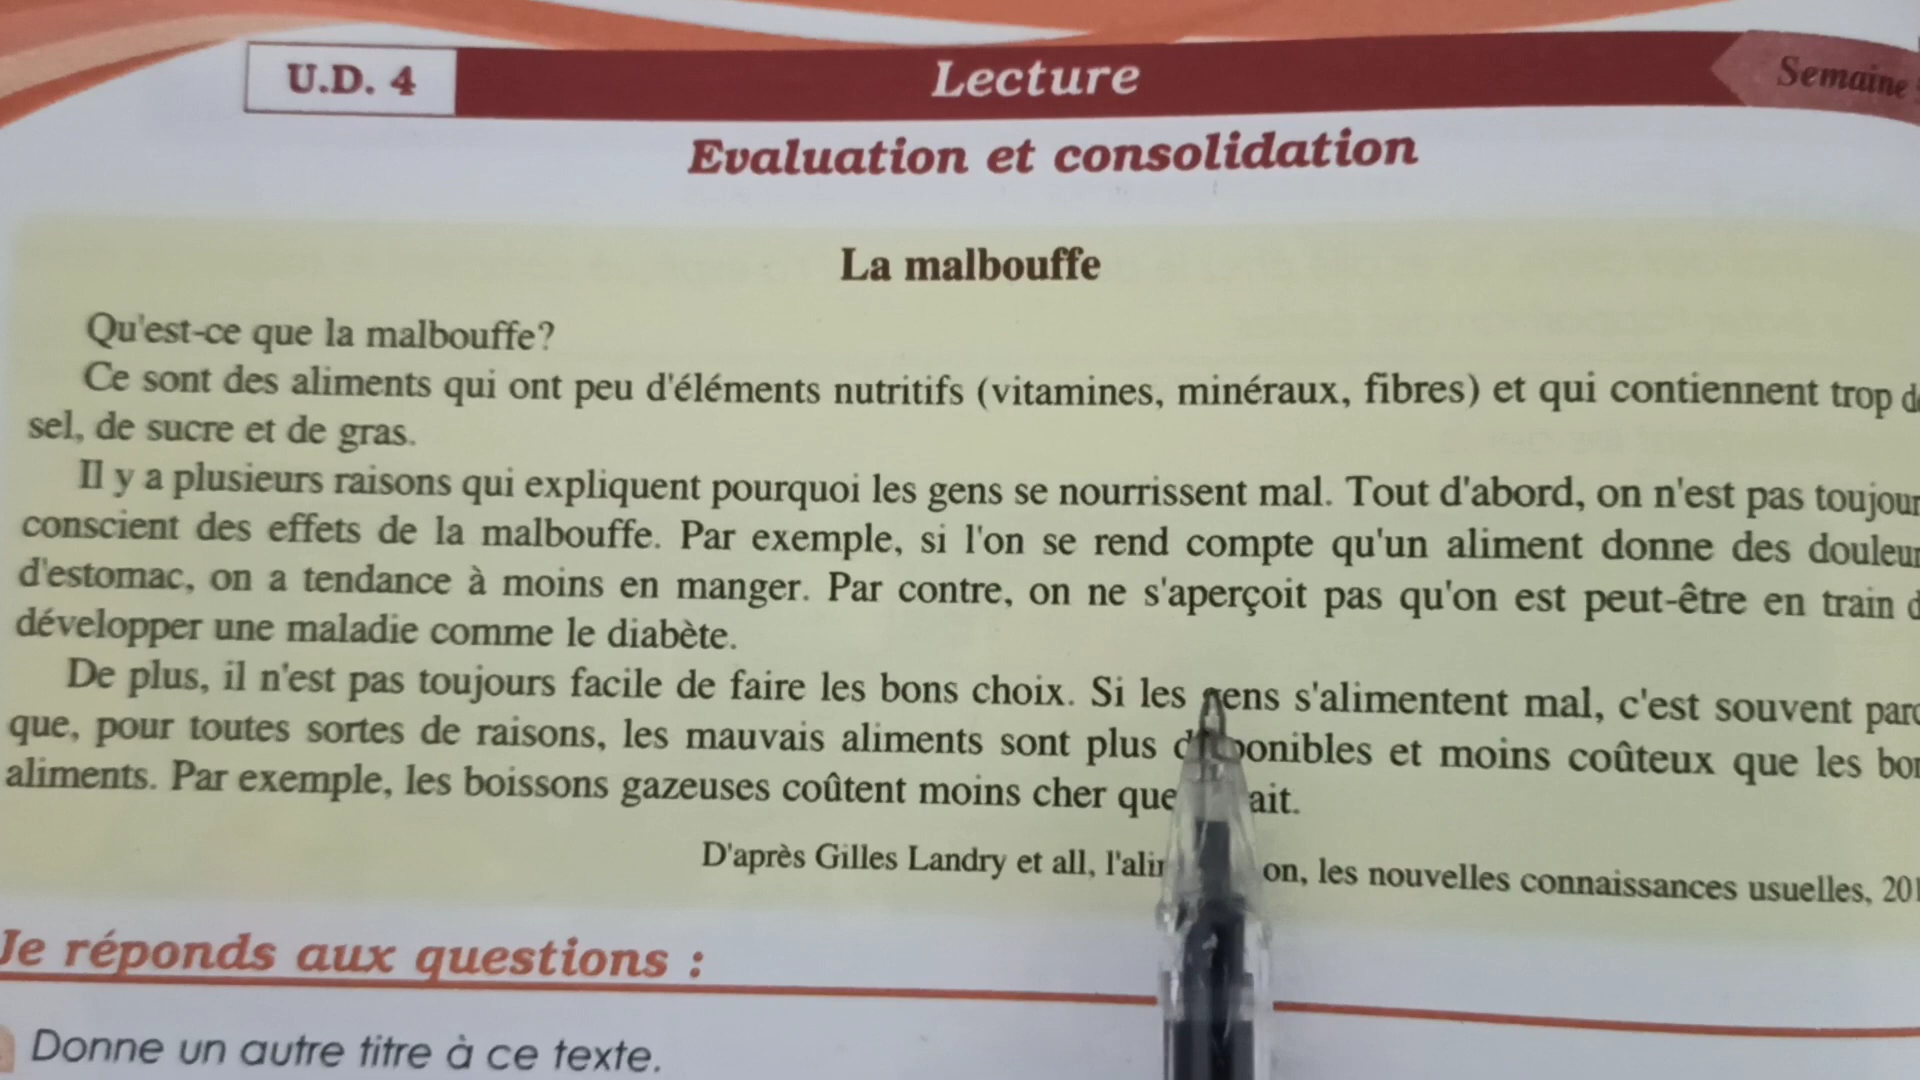 U.D. 4
Lecture
Semaine
Evaluation et consolidation
La malbouffe
Qu'est-ce que la malbouffe?
Ce sont des aliments qui ont peu d'éléments nutritifs (vitamines, minéraux, fibres) et qui contiennent trop
sel, de sucre et de gras.
Il y a plusieurs raisons qui expliquent pourquoi les gens se nourrissent mal. Tout d'abord, on n'est pas toujour
conscient des effets de la malbouffe. Par exemple, si l'on se rend compte qu'un aliment donne des douleur
d'estomac, on a tendance à moins en manger. Par contre, on ne s'aperçoit pas qu'on est peut-être en train
développer une maladie comme le diabète.
De plus, il n'est pas toujours facile de faire les bons choix. Si les gens s'alimentent mal, c'est souvent parc
que, pour toutes sortes de raisons, les mauvais aliments sont plus disponibles et moins coûteux que les bon
aliments. Par exemple, les boissons gazeuses coûtent moins cher que ait.
D'après Gilles Landry et all, l'ali on, les nouvelles connaissances usuelles, 201
Je réponds aux questions :
Donne un autre titre à ce texte.